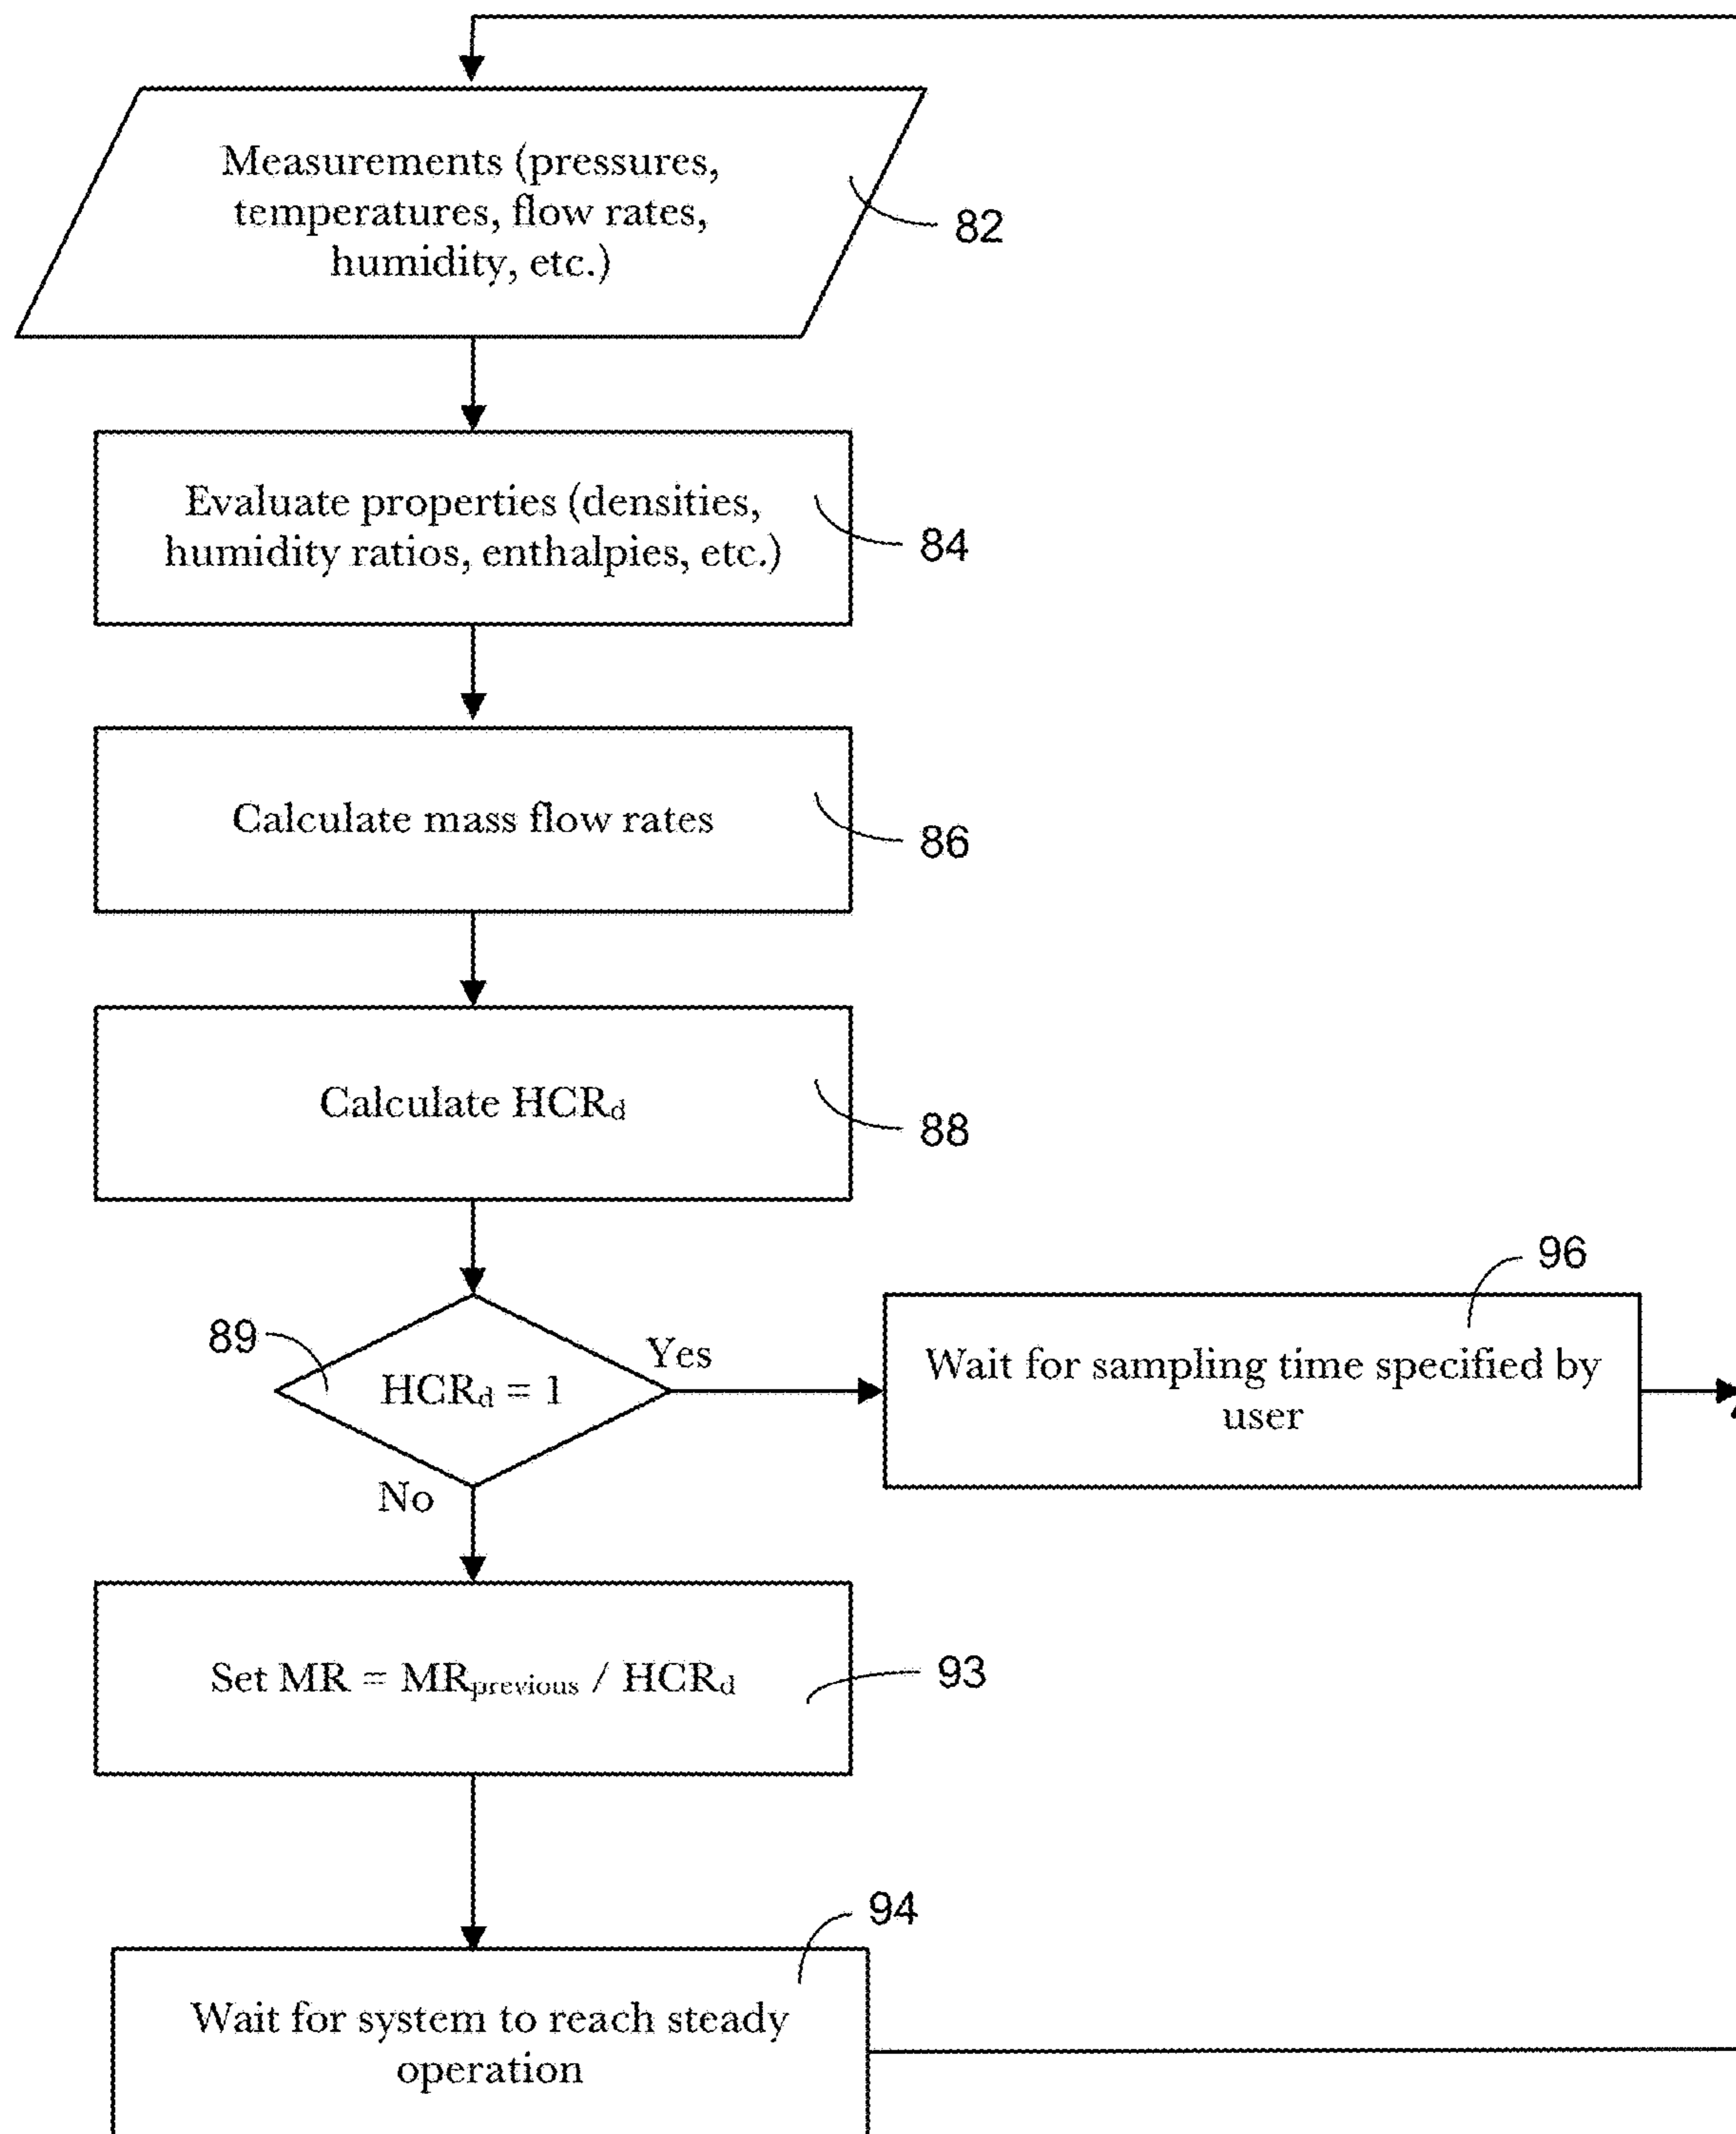 Measurements (pressures,
temperatures, flow rates,
humidity, etc.)
82
Evaluate properties (densities,
humidity ratios, enthalpies, etc.)
84
Calculate mass flow rates
86
Calculate HCRd
88
89
HCRd = 1
Yes
96
Wait for sampling time specified by
user
No
Set MR = MRprevious / HCRd
93
94
Wait for system to reach steady
operation